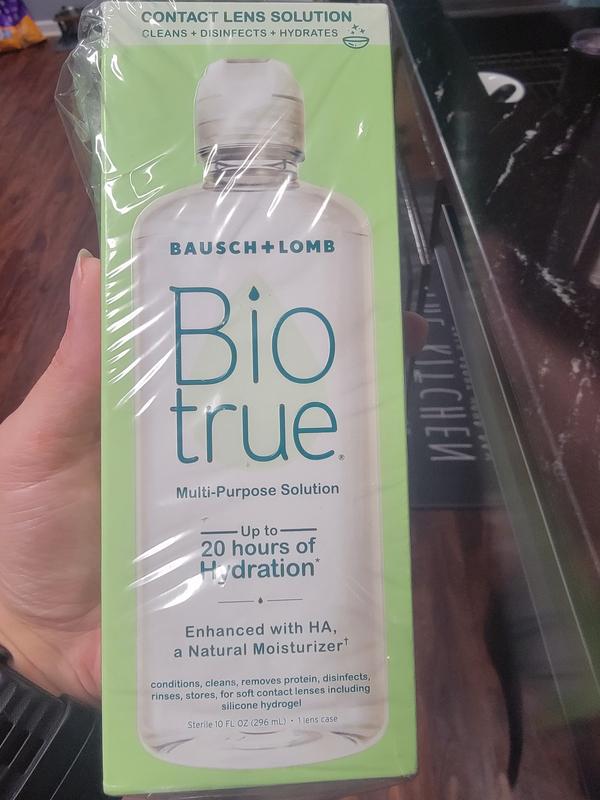 CONTACT LENS SOLUTION
CLEANS + DISINFECTS + HYDRATES
BAUSCH + LOMB
Bio
true®
Multi-Purpose Solution
Up to
20 hours of
Hydration*
Enhanced with HA,
a Natural Moisturizer†
conditions, cleans, removes protein, disinfects,
rinses, stores, for soft contact lenses including
silicone hydrogel
Sterile 10 FL OZ (296 mL) • 1 lens case
KITCHEN